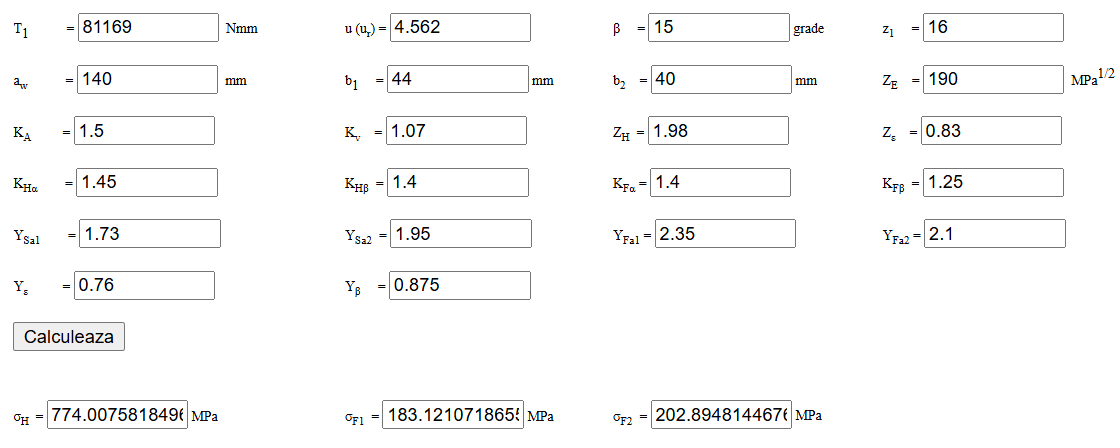 T1 = 81169 Nmm u (ur) = 4.562 β = 15 grade z1 = 16
aw = 140 mm b1 = 44 mm b2 = 40 mm ZE = 190 MPa1/2
KA = 1.5 Kv = 1.07 ZH = 1.98 Zε = 0.83
KHα = 1.45 KHβ = 1.4 KFα = 1.4 KFβ = 1.25
YSa1 = 1.73 YSa2 = 1.95 YFa1 = 2.35 YFa2 = 2.1
Yε = 0.76 Yβ = 0.875
Calculeaza
σH = 774.0075818496 MPa σF1 = 183.1210718655 MPa σF2 = 202.8948144676 MPa